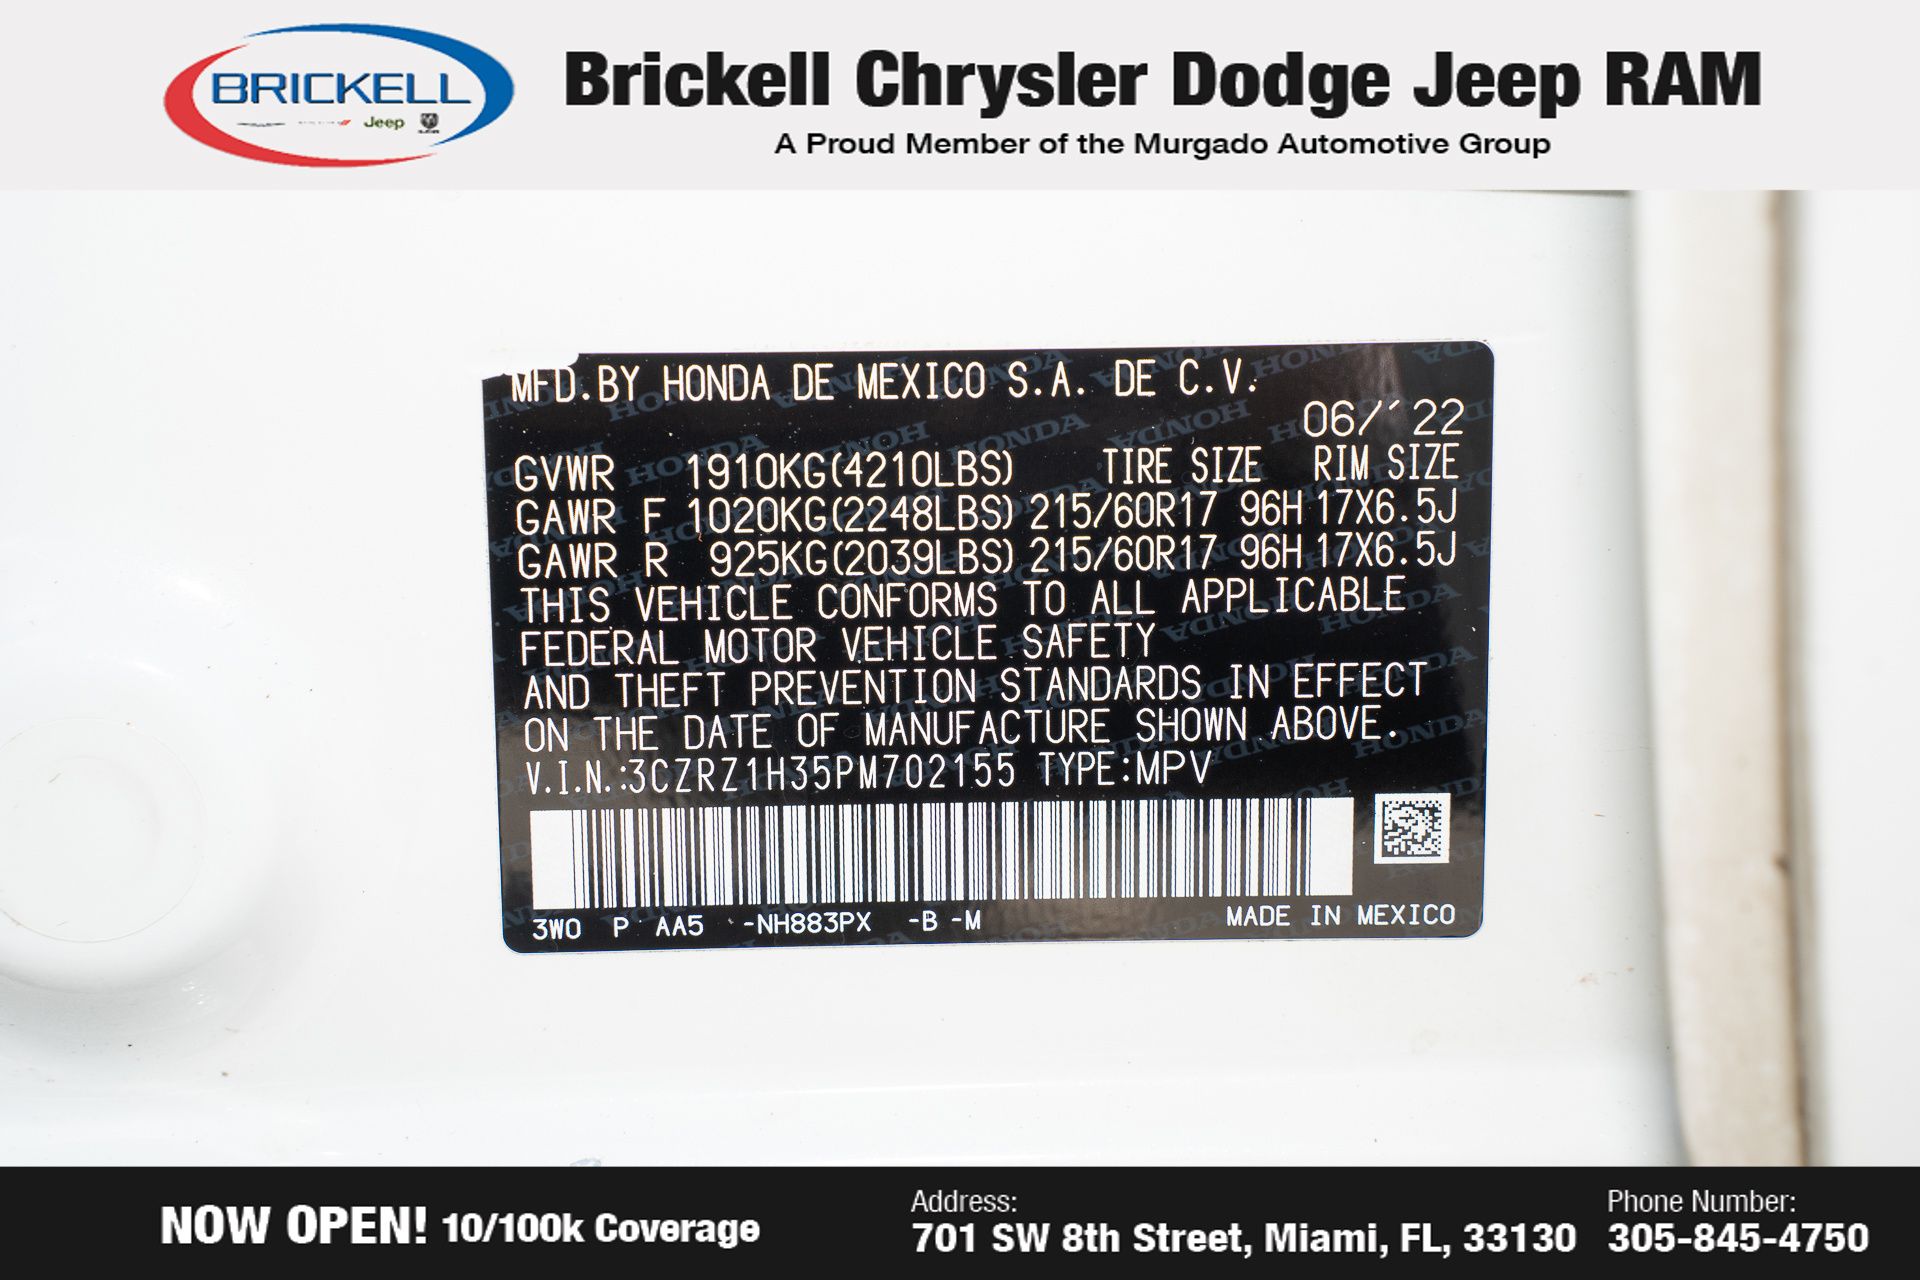 BRICKELL
Jeep
RAM
Brickell Chrysler Dodge Jeep RAM
A Proud Member of the Murgado Automotive Group
MFD.BY HONDA DE MEXICO S.A. DE C.V.
06/'22
GVWR 1910KG(4210LBS) TIRE SIZE RIM SIZE
GAWR F 1020KG(2248LBS) 215/60R17 96H 17X6.5J
GAWR R 925KG(2039LBS) 215/60R17 96H 17X6.5J
THIS VEHICLE CONFORMS TO ALL APPLICABLE
FEDERAL MOTOR VEHICLE SAFETY
AND THEFT PREVENTION STANDARDS IN EFFECT
ON THE DATE OF MANUFACTURE SHOWN ABOVE.
V.I.N.:3CZRZ1H35PM702155 TYPE:MPV
3W0 P AA5 -NH883PX -B -M MADE IN MEXICO
NOW OPEN! 10/100k Coverage
Address:
701 SW 8th Street, Miami, FL, 33130
Phone Number:
305-845-4750